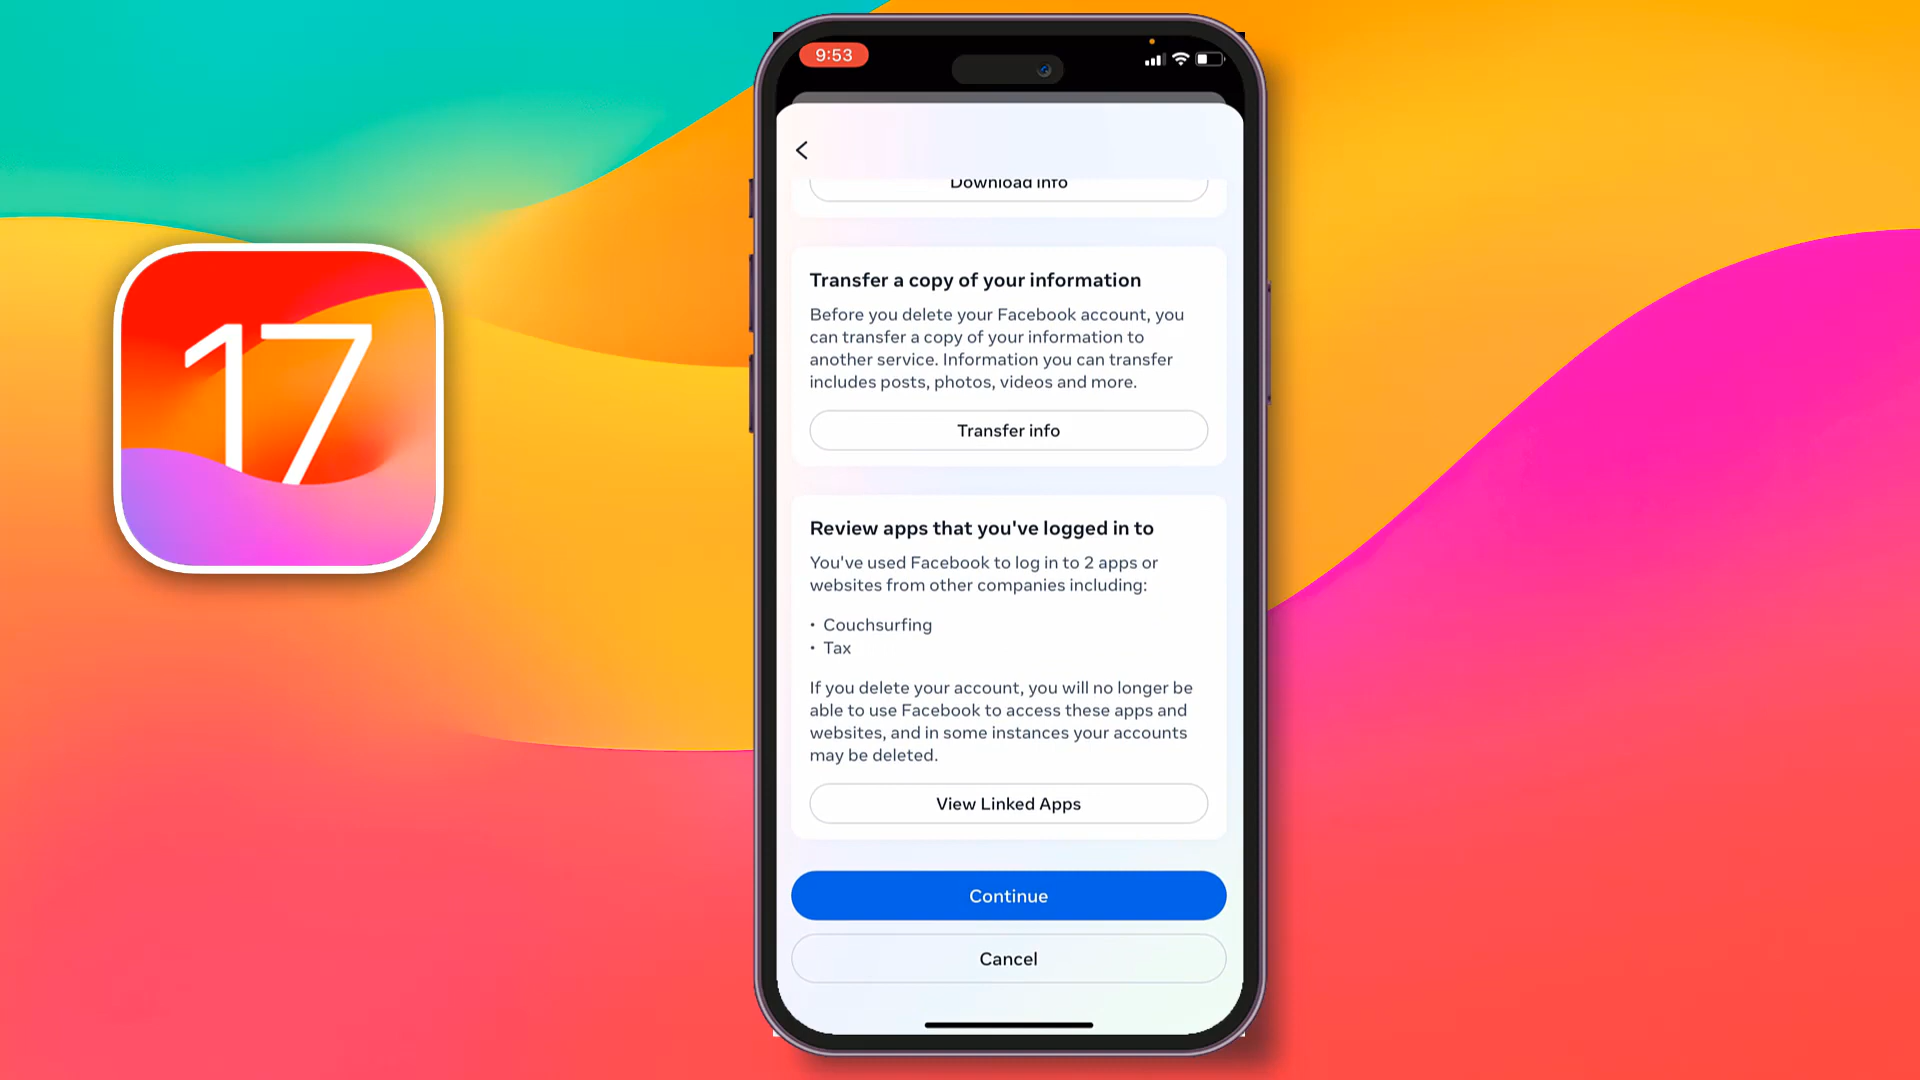 17
9:53
Download info
Transfer a copy of your information
Before you delete your Facebook account, you
can transfer a copy of your information to
another service. Information you can transfer
includes posts, photos, videos and more.
Transfer info
Review apps that you've logged in to
You've used Facebook to log in to 2 apps or
websites from other companies including:
• Couchsurfing
• Tax
If you delete your account, you will no longer be
able to use Facebook to access these apps and
websites, and in some instances your accounts
may be deleted.
View Linked Apps
Continue
Cancel